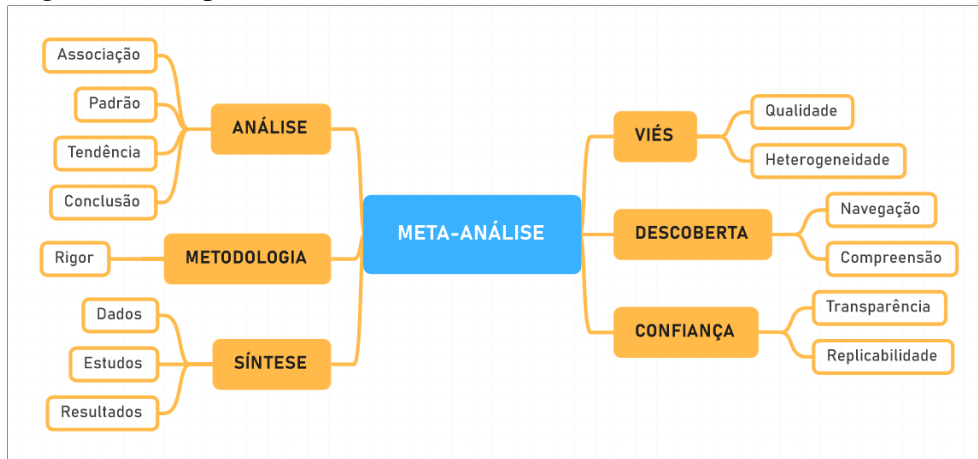 Associação
Padrão
Tendência
Conclusão
ANÁLISE
Rigor
METODOLOGIA
Dados
Estudos
Resultados
SÍNTESE
META-ANÁLISE
VIÉS
Qualidade
Heterogeneidade
DESCOBERTA
Navegação
Compreensão
CONFIANÇA
Transparência
Replicabilidade